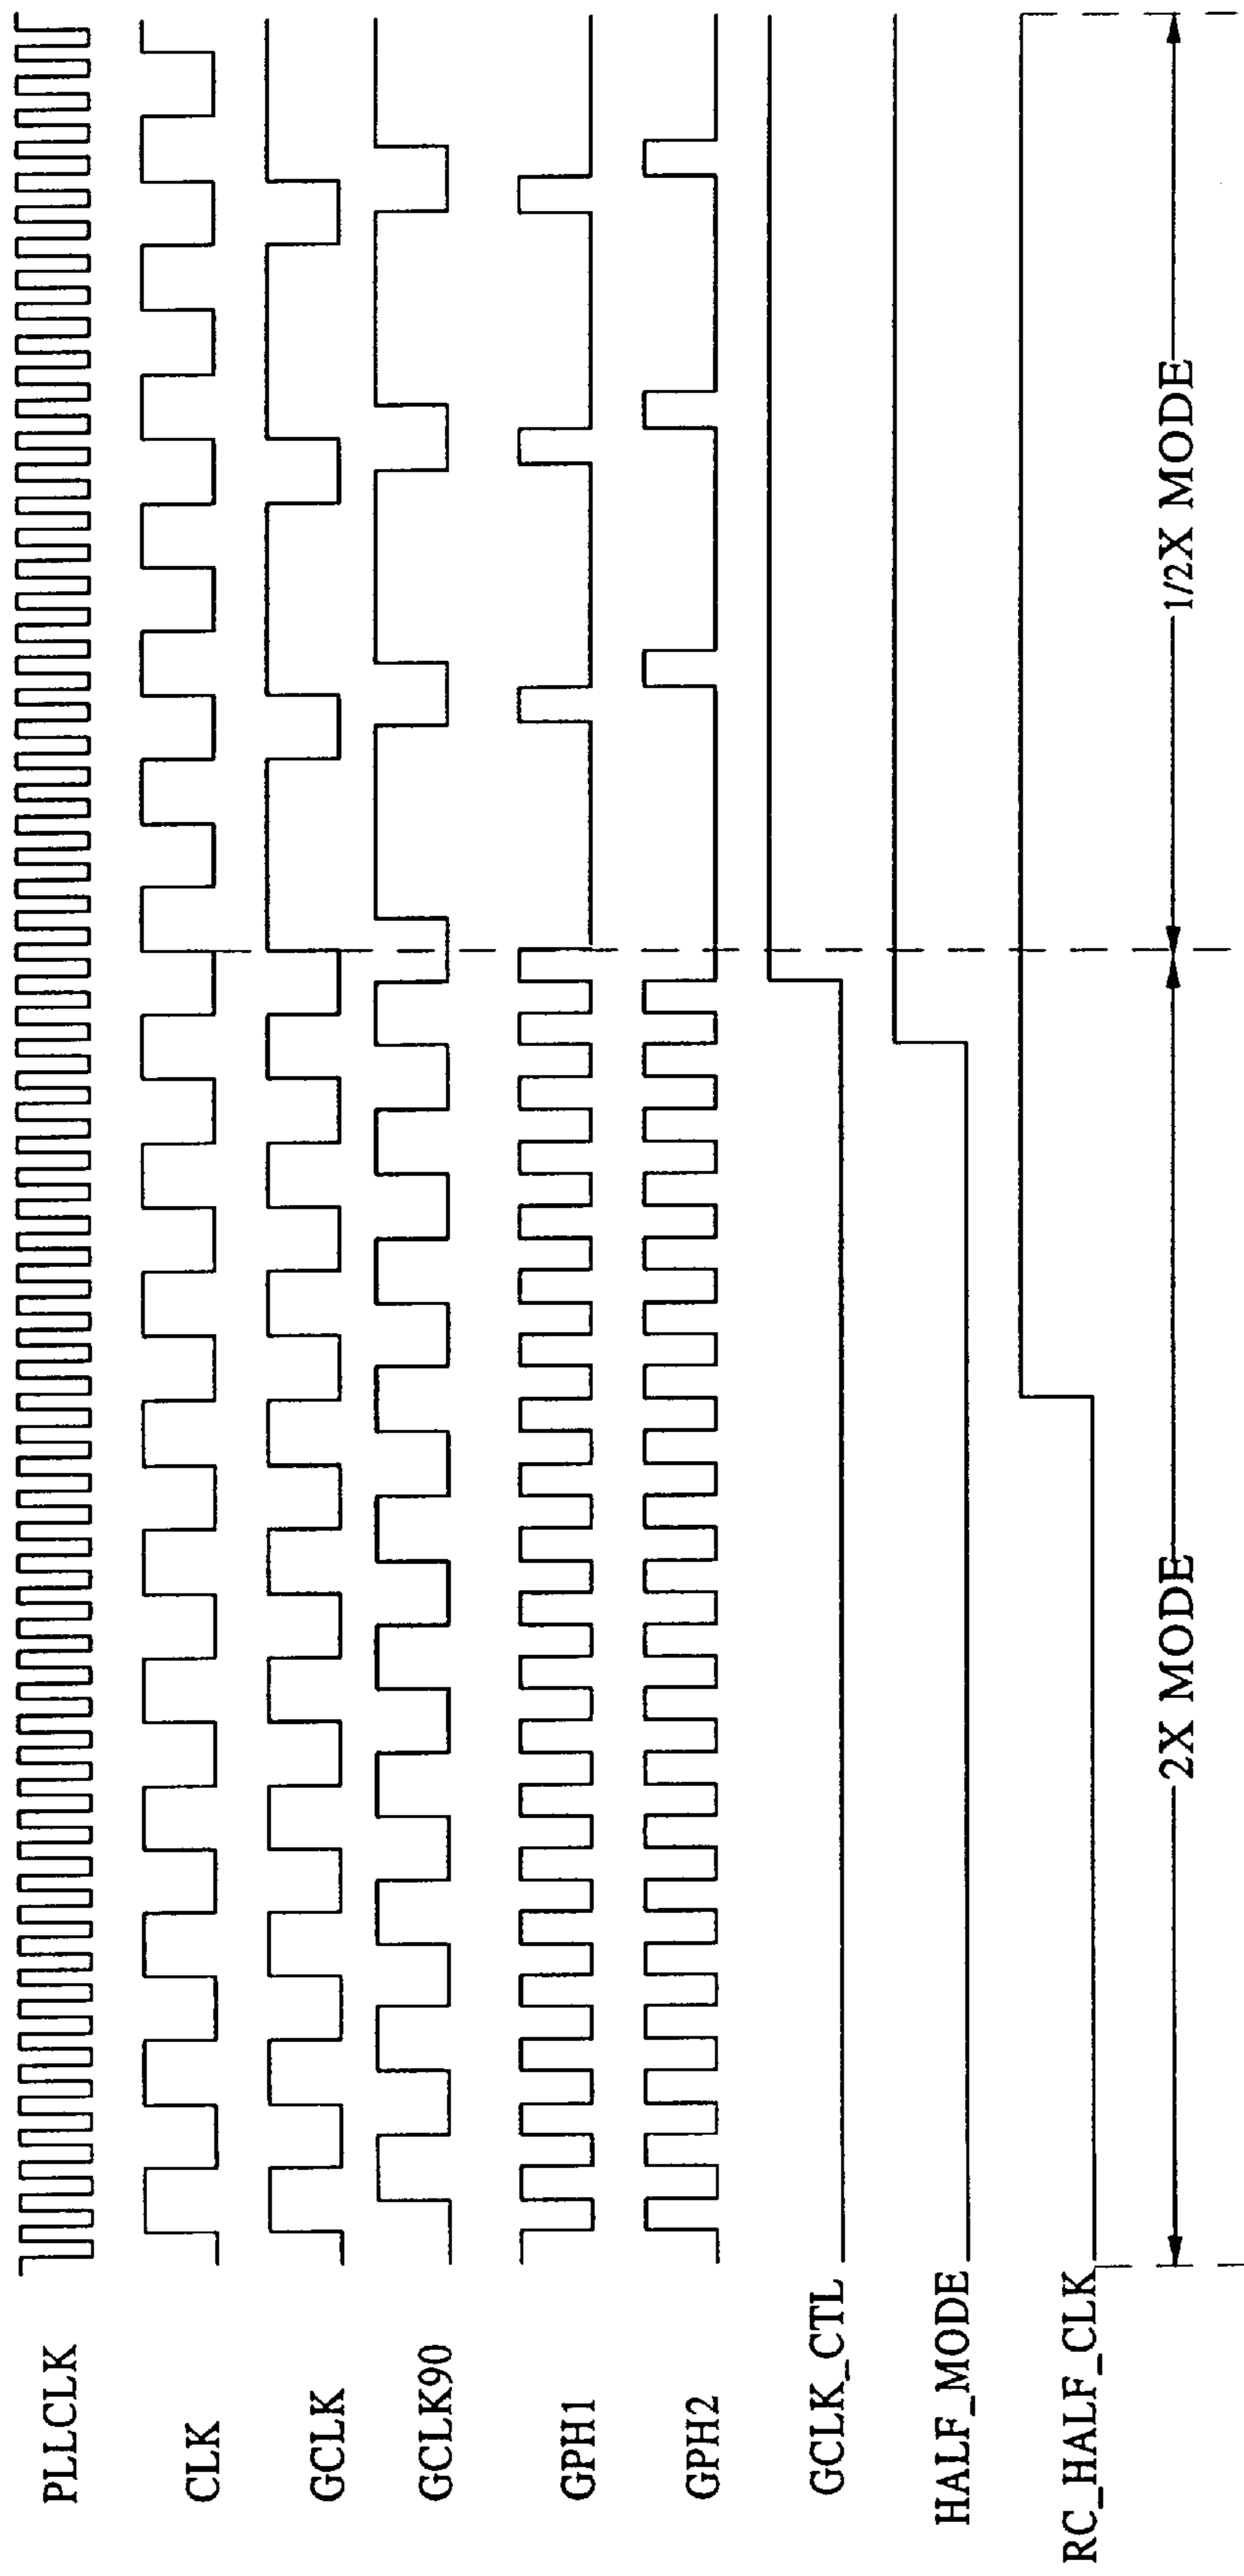 PLLCLK
CLK
GCLK
GCLK90
GPH1
GPH2
GCLK_CTL
HALF_MODE
RC_HALF_CLK
2X MODE
1/2X MODE